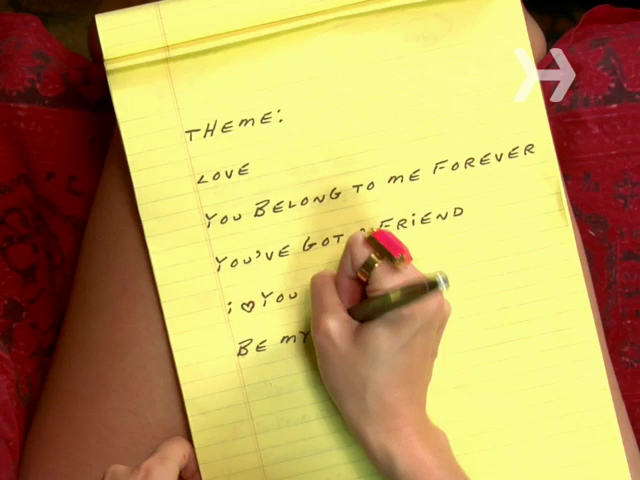 THEME:
LOVE
YOU BELONG TO ME FOREVER
YOU'VE GOT A FRIEND
i ♡ YOU
BE MY